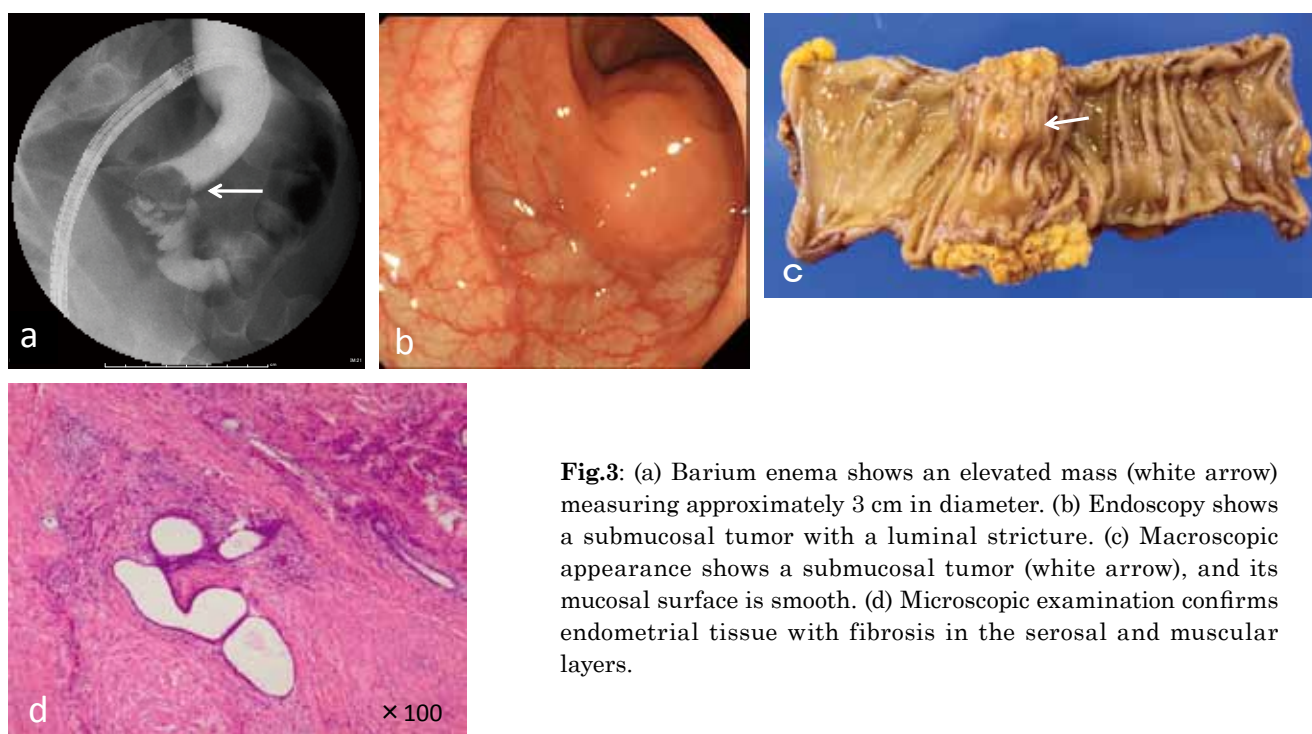 a
b
c
Fig.3: (a) Barium enema shows an elevated mass (white arrow)
measuring approximately 3 cm in diameter. (b) Endoscopy shows
a submucosal tumor with a luminal stricture. (c) Macroscopic
appearance shows a submucosal tumor (white arrow), and its
mucosal surface is smooth. (d) Microscopic examination confirms
endometrial tissue with fibrosis in the serosal and muscular
layers.
d
× 100